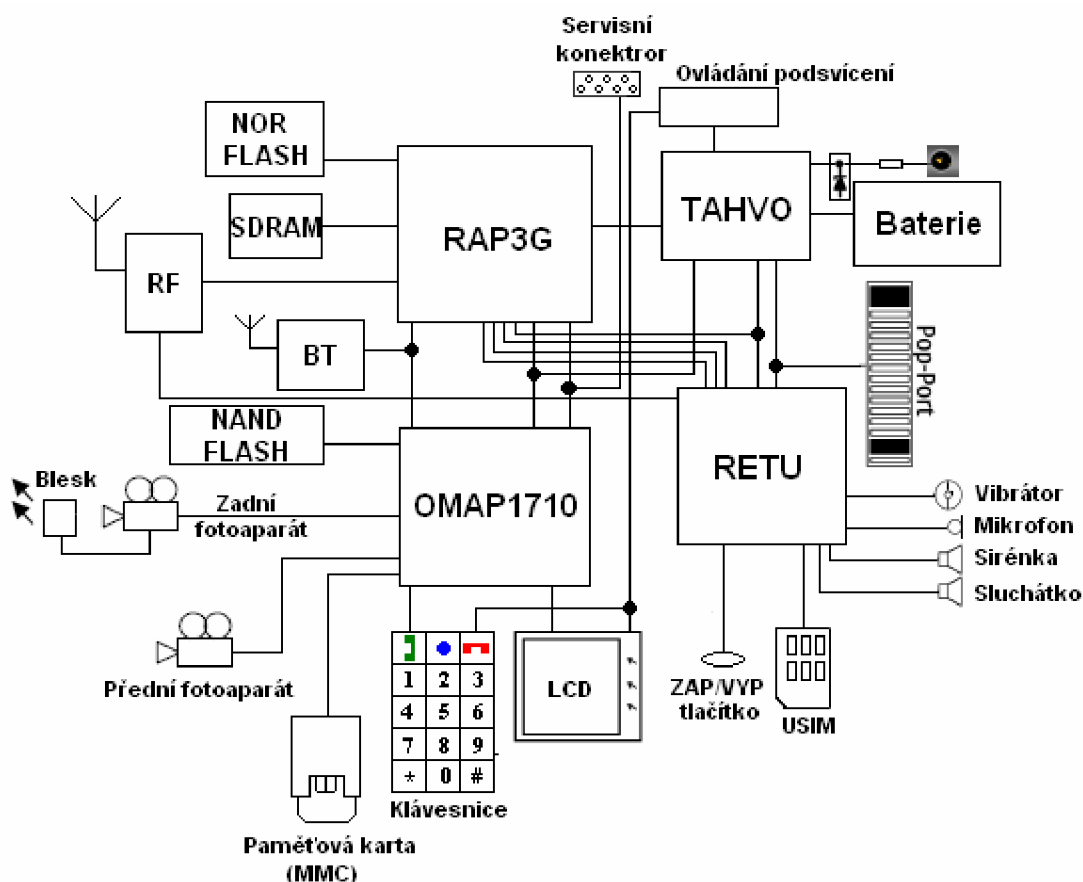 Servisní
konektror
Ovládání podsvícení
NOR
FLASH
SDRAM
RAP3G
TAHVO
Baterie
RF
BT
Pop-Port
NAND
FLASH
OMAP1710
RETU
Blesk
Zadní
fotoaparát
Vibrátor
Mikrofon
Sirénka
Sluchátko
Přední fotoaparát
1 2 3
4 5 6
7 8 9
* 0 #
Klávesnice
LCD
ZAP/VYP
tlačítko
USIM
Paměťová karta
(MMC)